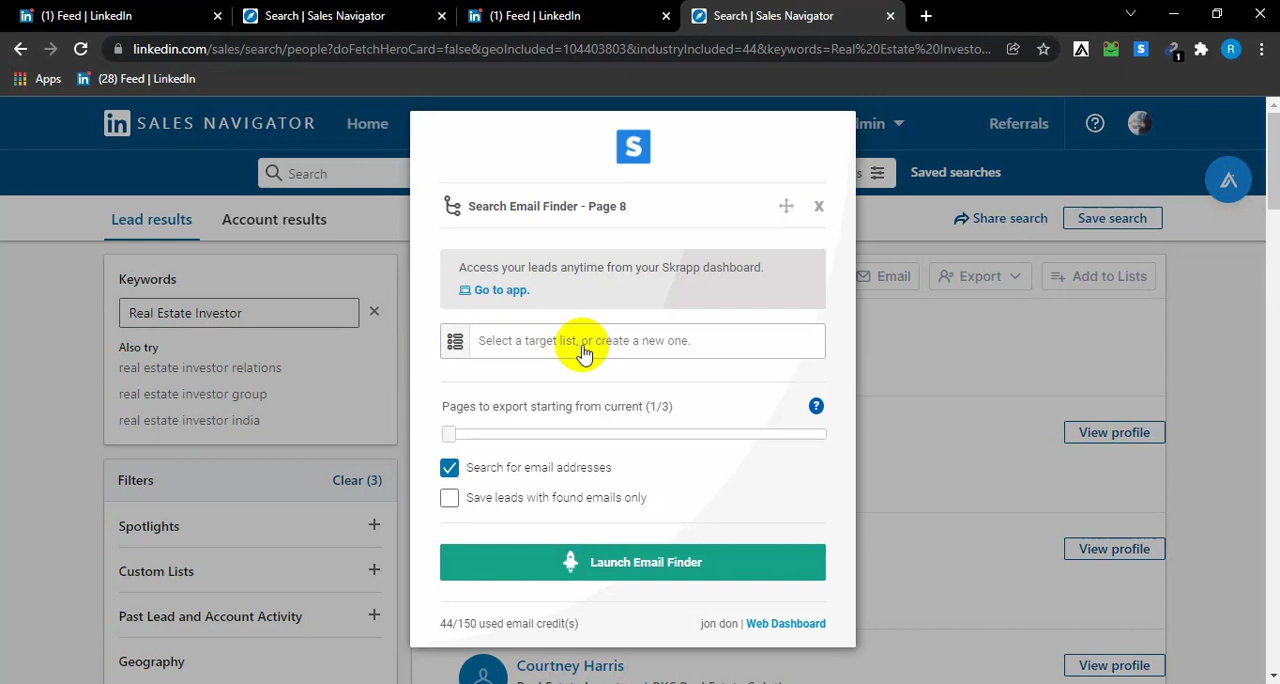 (1) Feed | LinkedIn
Search | Sales Navigator
(1) Feed | LinkedIn
Search | Sales Navigator
linkedin.com/sales/search/people?doFetchHeroCard=false&geoIncluded=104403803&industryIncluded=44&keywords=Real%20Estate%20Investo...
S
1
R
Apps
(28) Feed | LinkedIn
in SALES NAVIGATOR
Home
dmin
Referrals
Search
s
Saved searches
Lead results
Account results
Share search
Save search
S
Search Email Finder - Page 8
X
Access your leads anytime from your Skrapp dashboard.
Go to app.
Select a target list, or create a new one.
Pages to export starting from current (1/3)
?
Search for email addresses
Save leads with found emails only
Launch Email Finder
44/150 used email credit(s)
jon don | Web Dashboard
Keywords
Real Estate Investor
Also try
real estate investor relations
real estate investor group
real estate investor india
Filters
Clear (3)
Spotlights
Custom Lists
Past Lead and Account Activity
Geography
Email
Export
Add to Lists
View profile
View profile
Courtney Harris
View profile